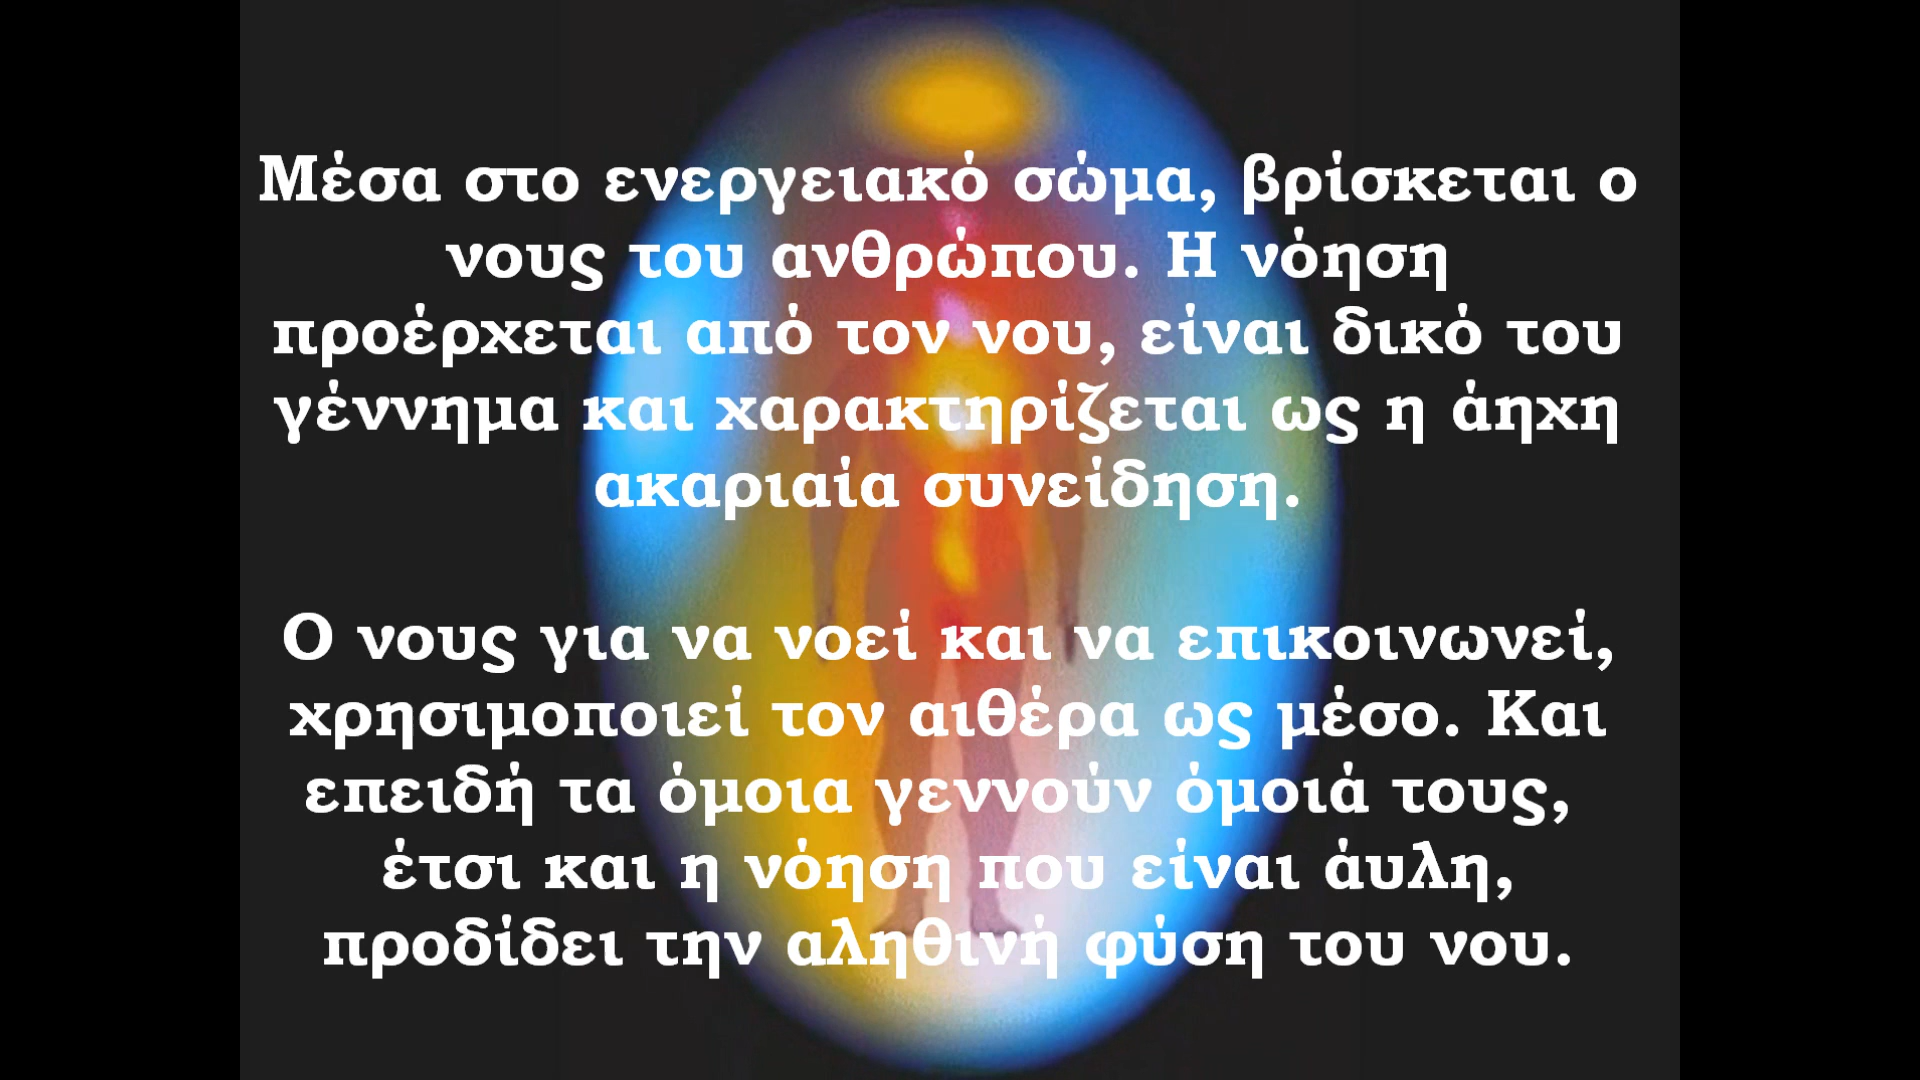 Μέσα στο ενεργειακό σώμα, βρίσκεται ο
νους του ανθρώπου. Η νόηση
προέρχεται από τον νου, είναι δικό του
γέννημα και χαρακτηρίζεται ως η άηχη
ακαριαία συνείδηση.
Ο νους για να νοεί και να επικοινωνεί,
χρησιμοποιεί τον αιθέρα ως μέσο. Και
επειδή τα όμοια γεννούν όμοιά τους,
έτσι και η νόηση που είναι άυλη,
προδίδει την αληθινή φύση του νου.